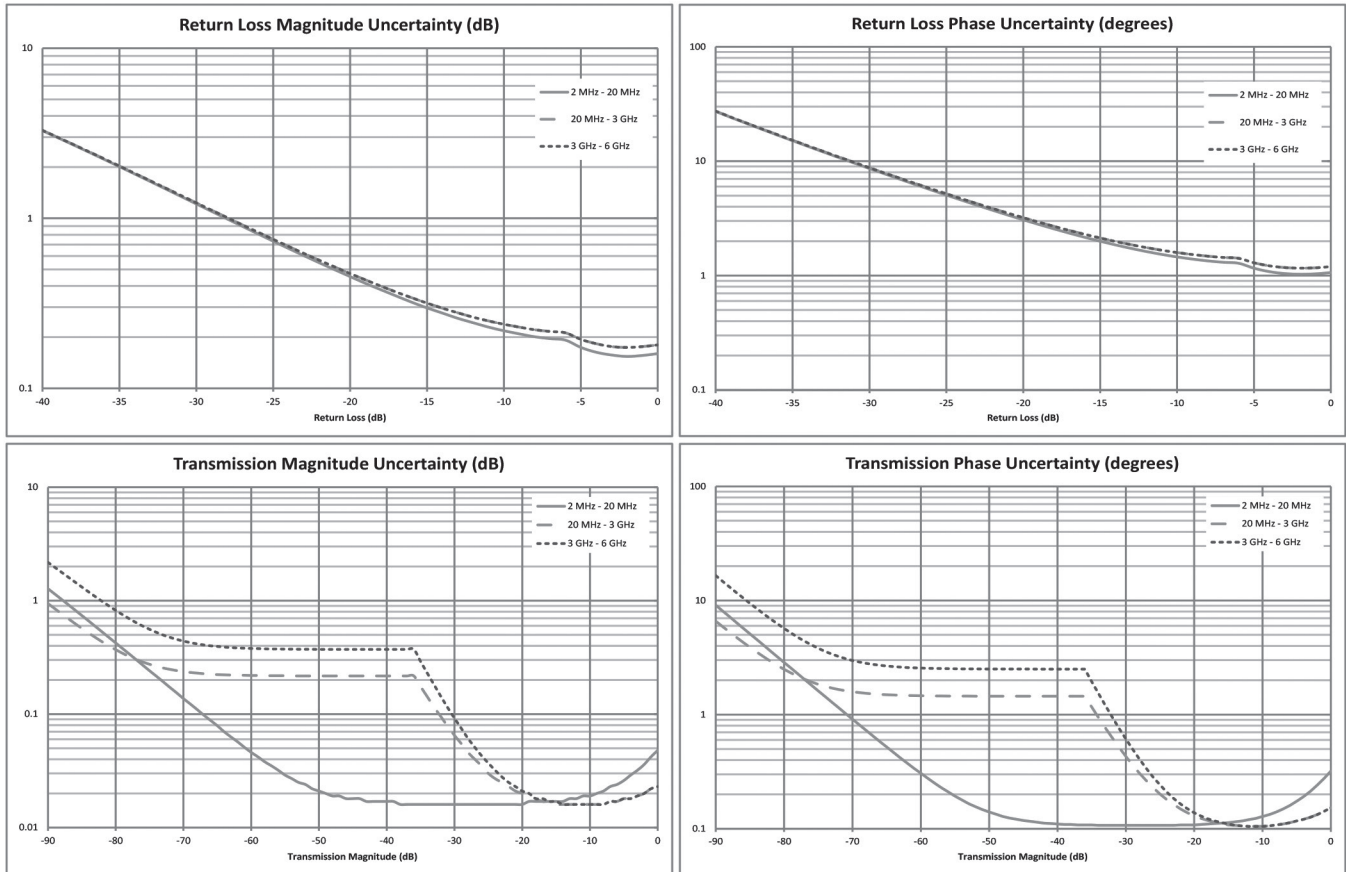 Return Loss Magnitude Uncertainty (dB)
10
1
0.1
2 MHz - 20 MHz
20 MHz - 3 GHz
3 GHz - 6 GHz
-40 -35 -30 -25 -20 -15 -10 -5 0
Return Loss (dB)
Return Loss Phase Uncertainty (degrees)
100
10
1
0.1
2 MHz - 20 MHz
20 MHz - 3 GHz
3 GHz - 6 GHz
-40 -35 -30 -25 -20 -15 -10 -5 0
Return Loss (dB)
Transmission Magnitude Uncertainty (dB)
10
1
0.1
0.01
2 MHz - 20 MHz
20 MHz - 3 GHz
3 GHz - 6 GHz
-90 -80 -70 -60 -50 -40 -30 -20 -10 0
Transmission Magnitude (dB)
Transmission Phase Uncertainty (degrees)
100
10
1
0.1
2 MHz - 20 MHz
20 MHz - 3 GHz
3 GHz - 6 GHz
-90 -80 -70 -60 -50 -40 -30 -20 -10 0
Transmission Magnitude (dB)